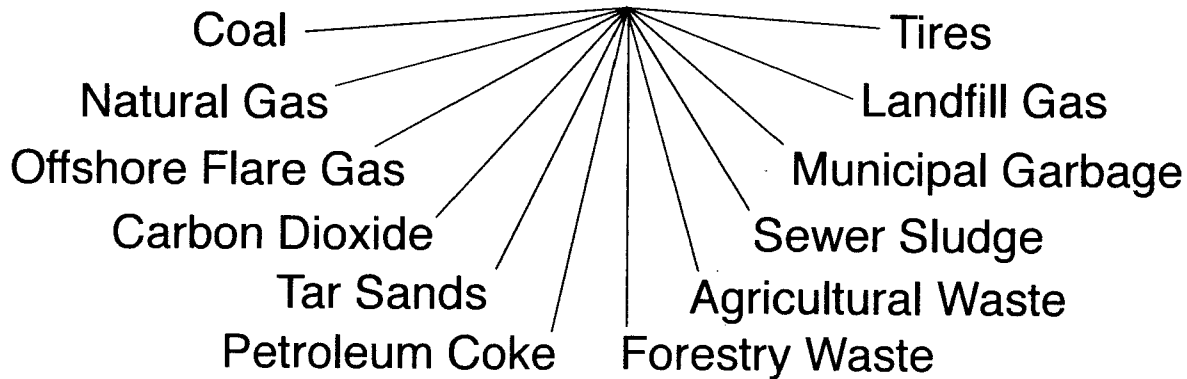 Coal
Tires
Natural Gas
Landfill Gas
Offshore Flare Gas
Municipal Garbage
Carbon Dioxide
Sewer Sludge
Tar Sands
Agricultural Waste
Petroleum Coke
Forestry Waste